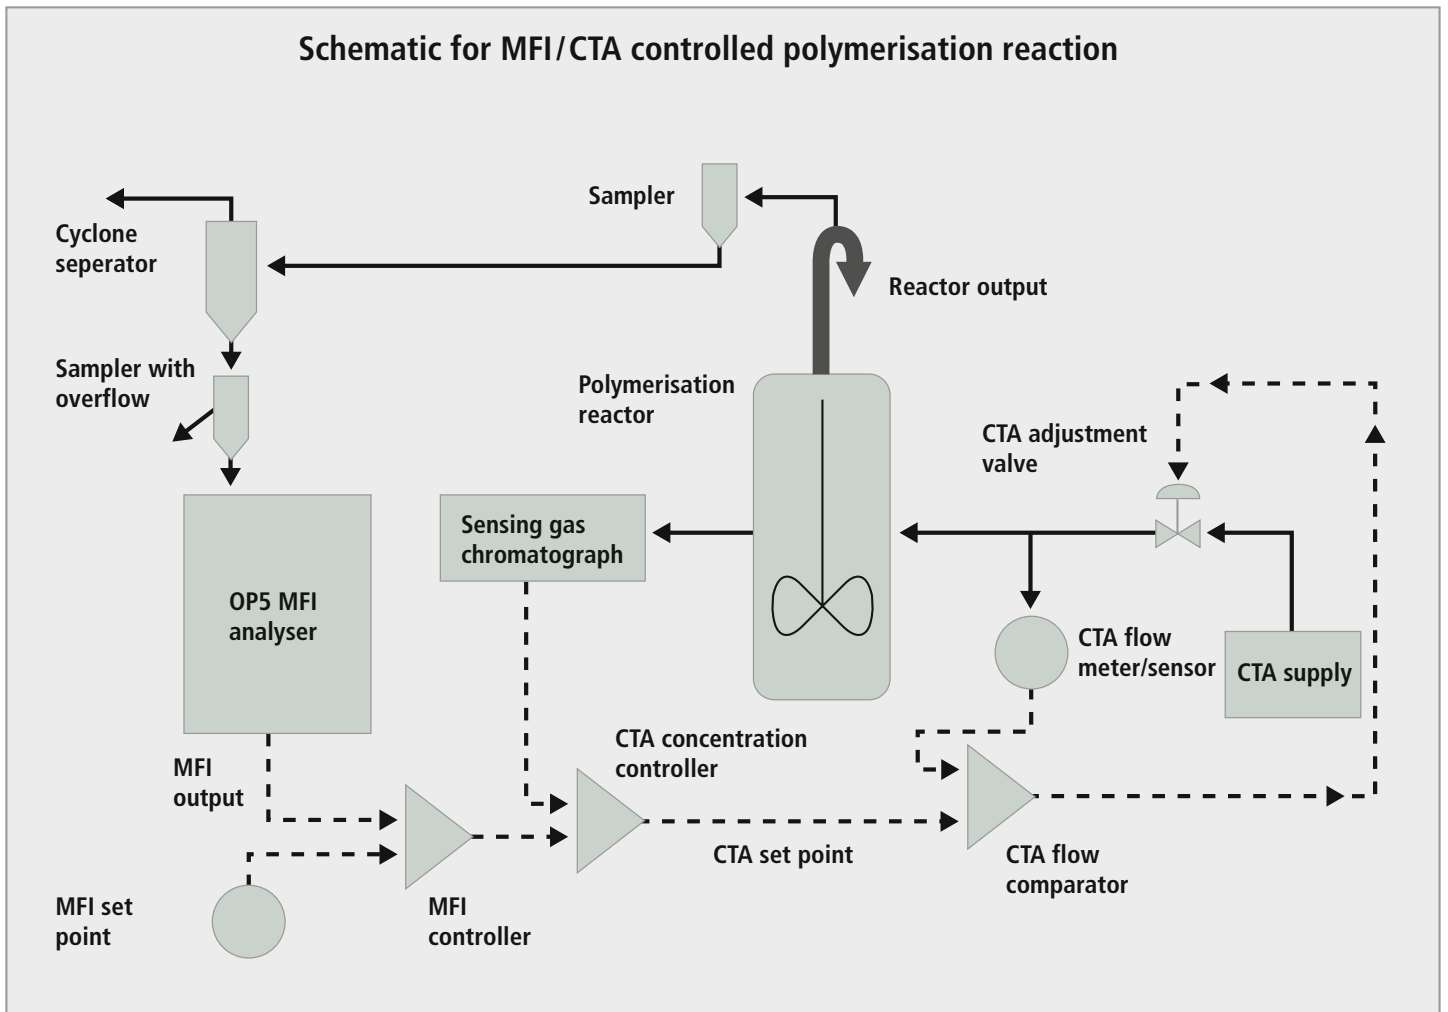 Schematic for MFI/CTA controlled polymerisation reaction
Sampler
Cyclone
seperator
Reactor output
Sampler with
overflow
Polymerisation
reactor
CTA adjustment
valve
Sensing gas
chromatograph
OP5 MFI
analyser
CTA flow
meter/sensor
CTA supply
CTA concentration
controller
MFI
output
CTA set point
CTA flow
comparator
MFI set
point
MFI
controller